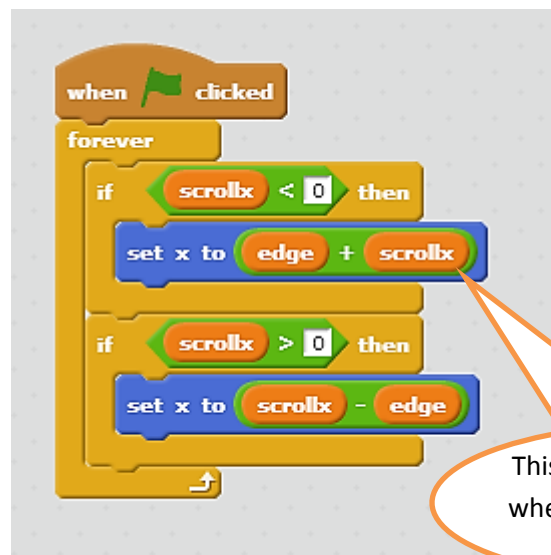 when clicked
forever
if scrollx < 0 then
set x to edge + scrollx
if scrollx > 0 then
set x to scrollx - edge
This
whe